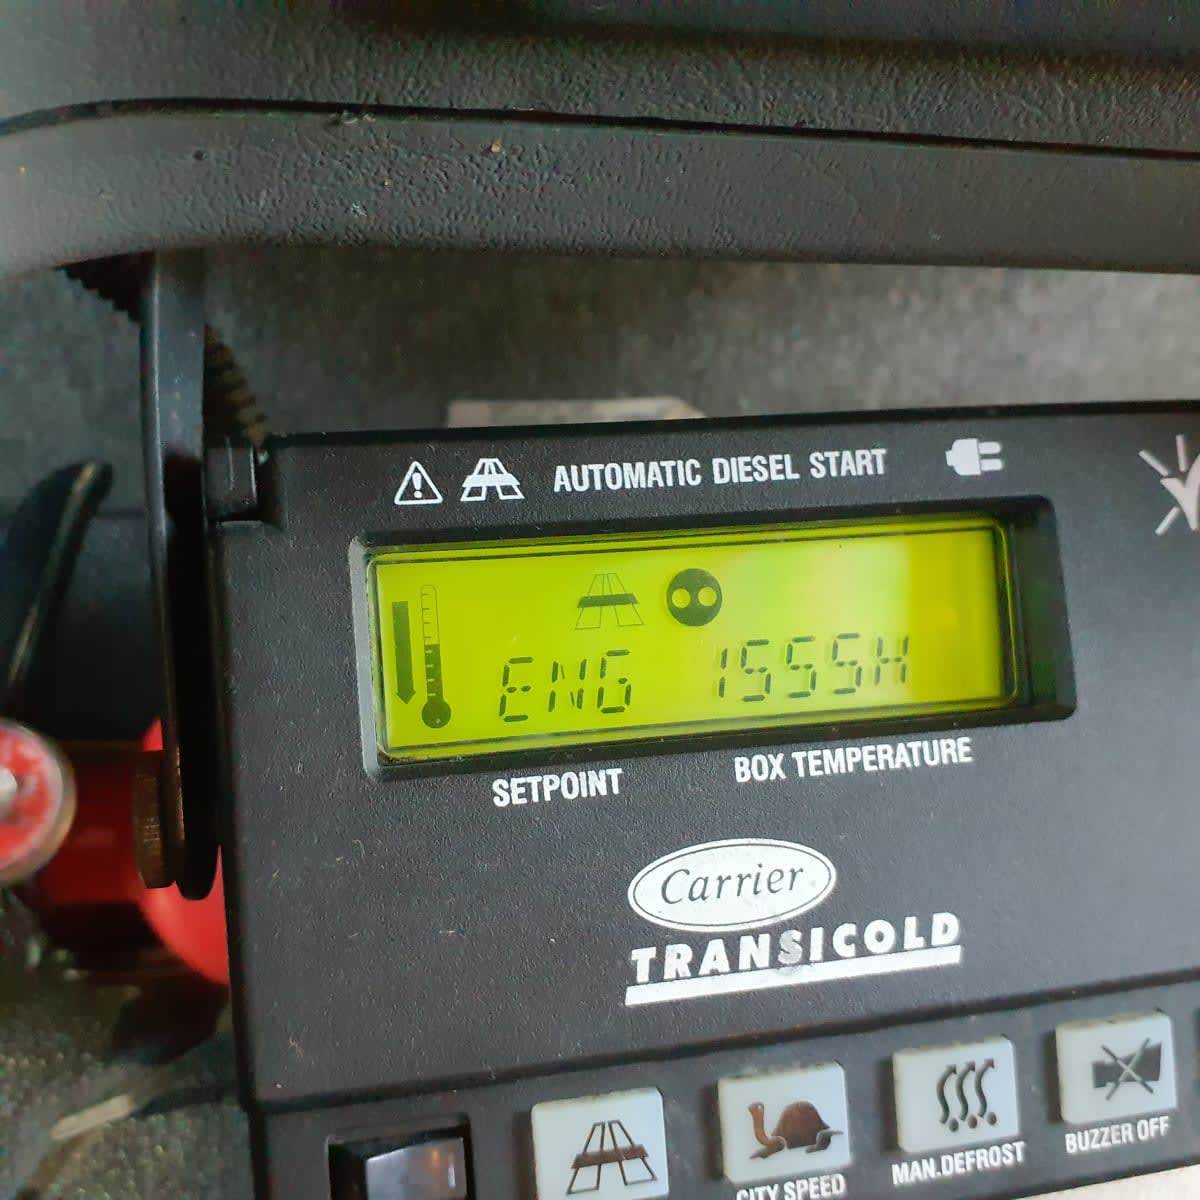 AUTOMATIC DIESEL START
ENG 1555H
SETPOINT
BOX TEMPERATURE
Carrier
TRANSICOLD
CITY SPEED
MAN.DEFROST
BUZZER OFF